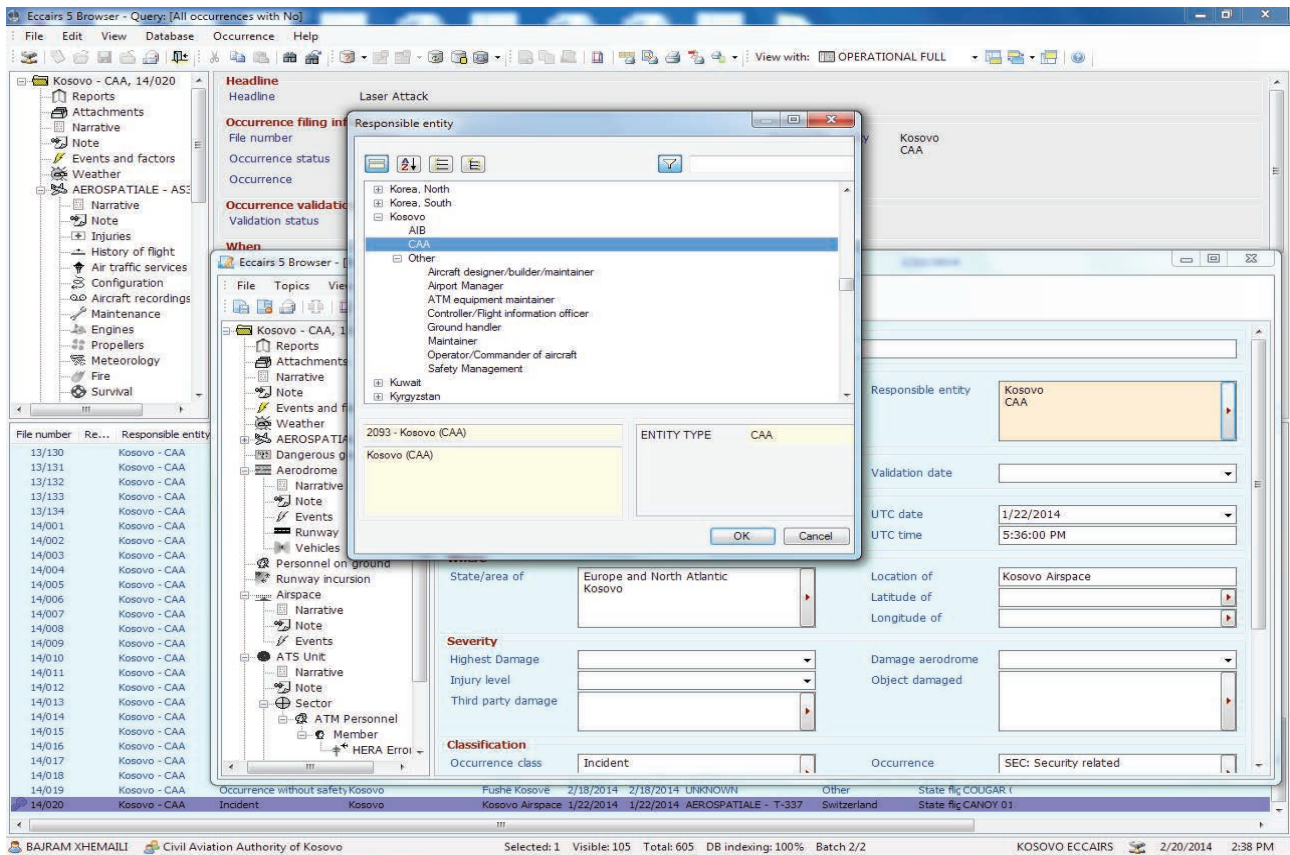 Eccairs 5 Browser - Query: [All occurrences with No]
File Edit View Database Occurrence Help
View with: OPERATIONAL FULL
Kosovo - CAA, 14/020
Reports
Attachments
Narrative
Note
Events and factors
Weather
AEROSPATIALE - AS3
Narrative
Note
Injuries
History of flight
Air traffic services
Configuration
Aircraft recordings
Maintenance
Engines
Propellers
Meteorology
Fire
Survival
Headline
Headline Laser Attack
Occurrence filing inf
File number
Kosovo
CAA
Occurrence status
Occurrence
Occurrence validatio
Validation status
When
Responsible entity
Korea, North
Korea, South
Kosovo
AIB
CAA
Other
Aircraft designer/builder/maintainer
Airport Manager
ATM equipment maintainer
Controller/Flight information officer
Ground handler
Maintainer
Operator/Commander of aircraft
Safety Management
Kuwait
Kyrgyzstan
2093 - Kosovo (CAA)
ENTITY TYPE CAA
Kosovo (CAA)
OK Cancel
Eccairs 5 Browser - [
File Topics Vie
Kosovo - CAA, 1
Reports
Attachments
Narrative
Note
Events and f
Weather
AEROSPATIA
Dangerous g
Aerodrome
Narrative
Note
Events
Runway
Vehicles
Personnel on ground
Runway incursion
Airspace
Narrative
Note
Events
ATS Unit
Narrative
Note
Sector
ATM Personnel
Member
HERA Erroi
Responsible entity Kosovo
CAA
Validation date
UTC date 1/22/2014
UTC time 5:36:00 PM
Where
State/area of Europe and North Atlantic
Kosovo
Location of Kosovo Airspace
Latitude of
Longitude of
Severity
Highest Damage Damage aerodrome
Injury level Object damaged
Third party damage
Classification
Occurrence class Incident Occurrence SEC: Security related
File number Re... Responsible entity
13/130 Kosovo - CAA
13/131 Kosovo - CAA
13/132 Kosovo - CAA
13/133 Kosovo - CAA
13/134 Kosovo - CAA
14/001 Kosovo - CAA
14/002 Kosovo - CAA
14/003 Kosovo - CAA
14/004 Kosovo - CAA
14/005 Kosovo - CAA
14/006 Kosovo - CAA
14/007 Kosovo - CAA
14/008 Kosovo - CAA
14/009 Kosovo - CAA
14/010 Kosovo - CAA
14/011 Kosovo - CAA
14/012 Kosovo - CAA
14/013 Kosovo - CAA
14/014 Kosovo - CAA
14/015 Kosovo - CAA
14/016 Kosovo - CAA
14/017 Kosovo - CAA
14/018 Kosovo - CAA
14/019 Kosovo - CAA Occurrence without safety Kosovo Fushë Kosovë 2/18/2014 2/18/2014 UNKNOWN Other State flig COUGAR (
14/020 Kosovo - CAA Incident Kosovo Kosovo Airspace 1/22/2014 1/22/2014 AEROSPATIALE - T-337 Switzerland State flig CANOY 01
BAJRAM XHEMAILI Civil Aviation Authority of Kosovo Selected: 1 Visible: 105 Total: 605 DB indexing: 100% Batch 2/2 KOSOVO ECCAIRS 2/20/2014 2:38 PM